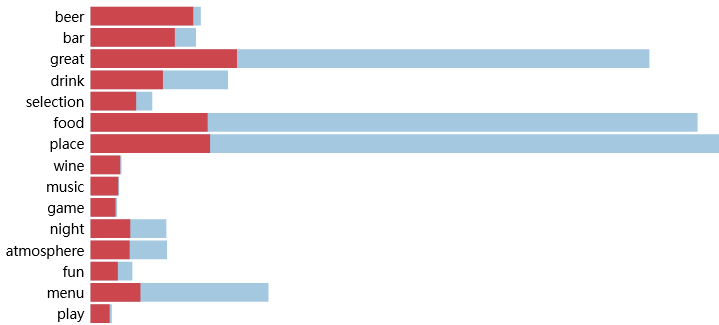 beer
bar
great
drink
selection
food
place
wine
music
game
night
atmosphere
fun
menu
play